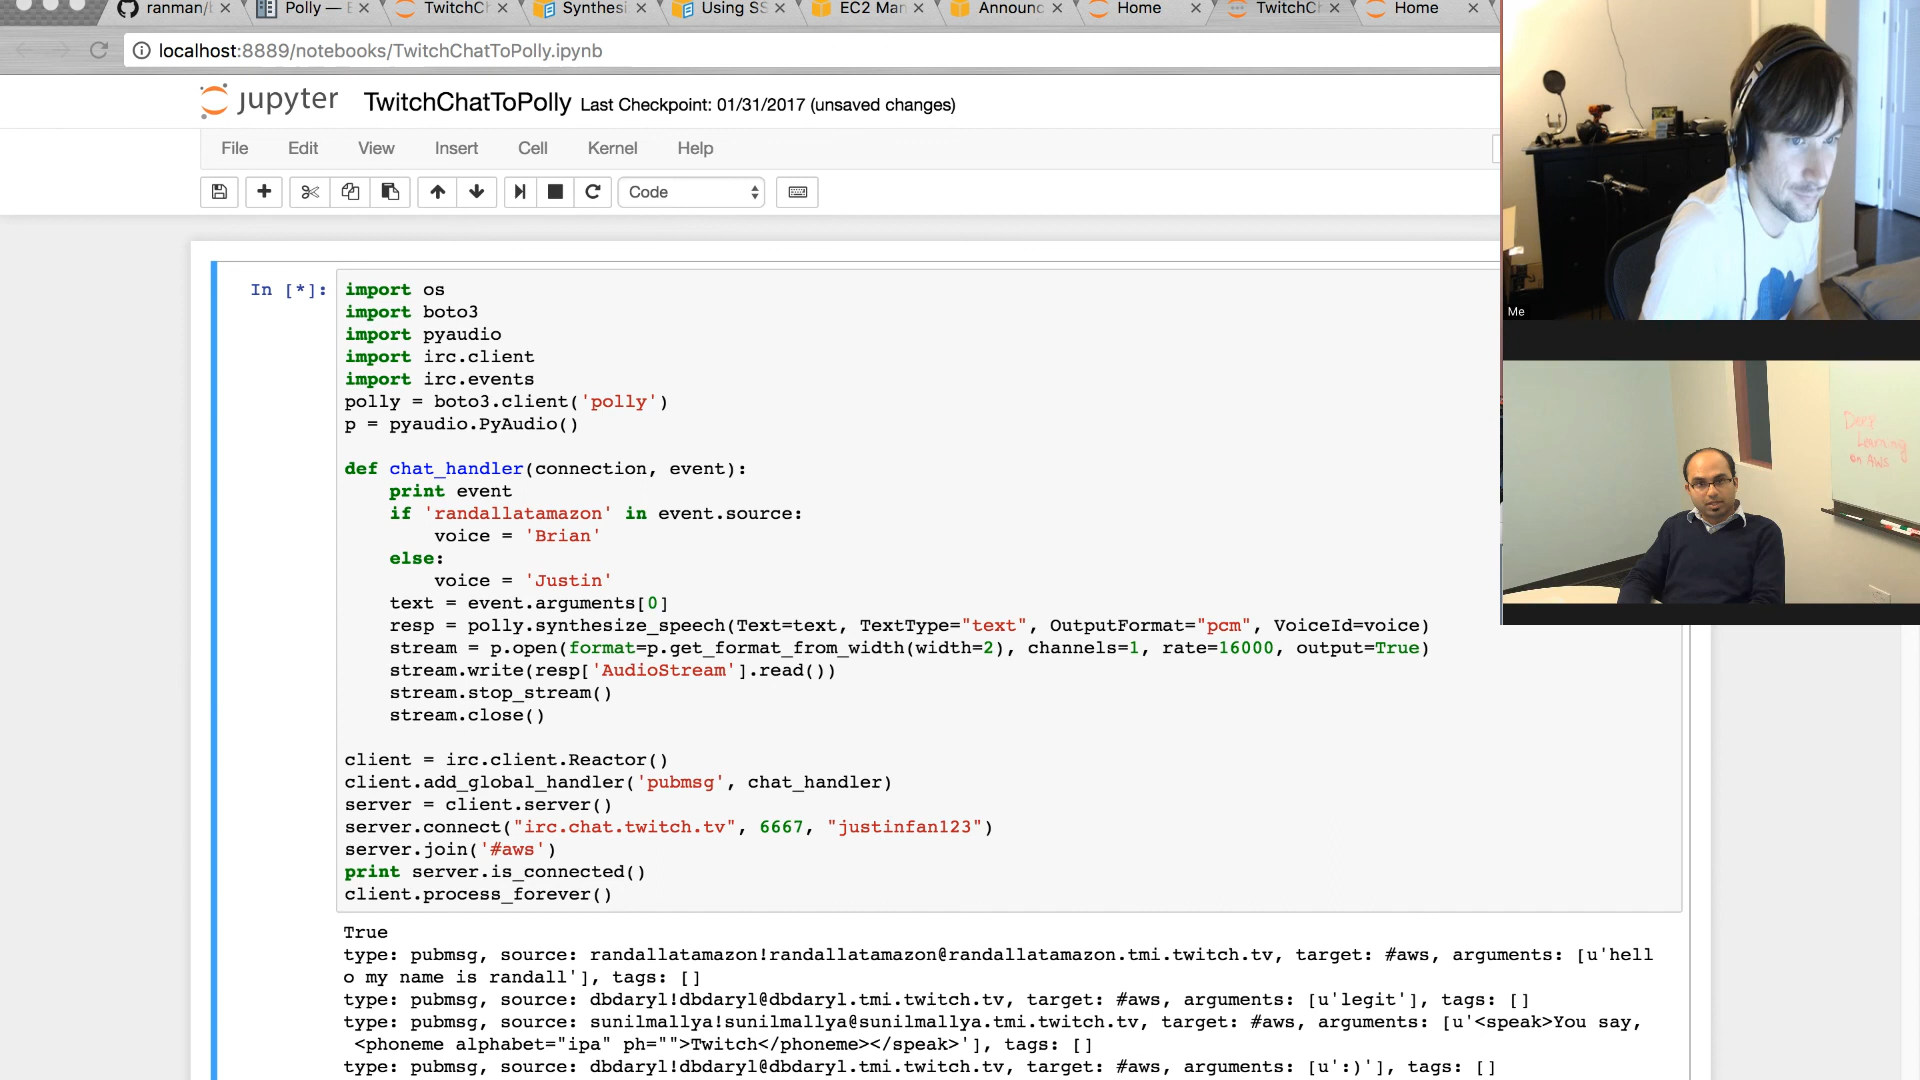 ranman/
Polly — E
TwitchCh
Synthesi
Using SS
EC2 Man
Announc
Home
TwitchCh
Home
localhost:8889/notebooks/TwitchChatToPolly.ipynb
jupyter TwitchChatToPolly Last Checkpoint: 01/31/2017 (unsaved changes)
File Edit View Insert Cell Kernel Help
Code
In [*]:
import os
import boto3
import pyaudio
import irc.client
import irc.events
polly = boto3.client('polly')
p = pyaudio.PyAudio()
def chat_handler(connection, event):
    print event
    if 'randallatamazon' in event.source:
        voice = 'Brian'
    else:
        voice = 'Justin'
    text = event.arguments[0]
    resp = polly.synthesize_speech(Text=text, TextType="text", OutputFormat="pcm", VoiceId=voice)
    stream = p.open(format=p.get_format_from_width(width=2), channels=1, rate=16000, output=True)
    stream.write(resp['AudioStream'].read())
    stream.stop_stream()
    stream.close()
client = irc.client.Reactor()
client.add_global_handler('pubmsg', chat_handler)
server = client.server()
server.connect("irc.chat.twitch.tv", 6667, "justinfan123")
server.join('#aws')
print server.is_connected()
client.process_forever()
True
type: pubmsg, source: randallatamazon!randallatamazon@randallatamazon.tmi.twitch.tv, target: #aws, arguments: [u'hell
o my name is randall'], tags: []
type: pubmsg, source: dbdaryl!dbdaryl@dbdaryl.tmi.twitch.tv, target: #aws, arguments: [u'legit'], tags: []
type: pubmsg, source: sunilmallya!sunilmallya@sunilmallya.tmi.twitch.tv, target: #aws, arguments: [u'<speak>You say,
 <phoneme alphabet="ipa" ph="">Twitch</phoneme></speak>'], tags: []
type: pubmsg, source: dbdaryl!dbdaryl@dbdaryl.tmi.twitch.tv, target: #aws, arguments: [u':)'], tags: []
Me
Deep
Learning
on AWS